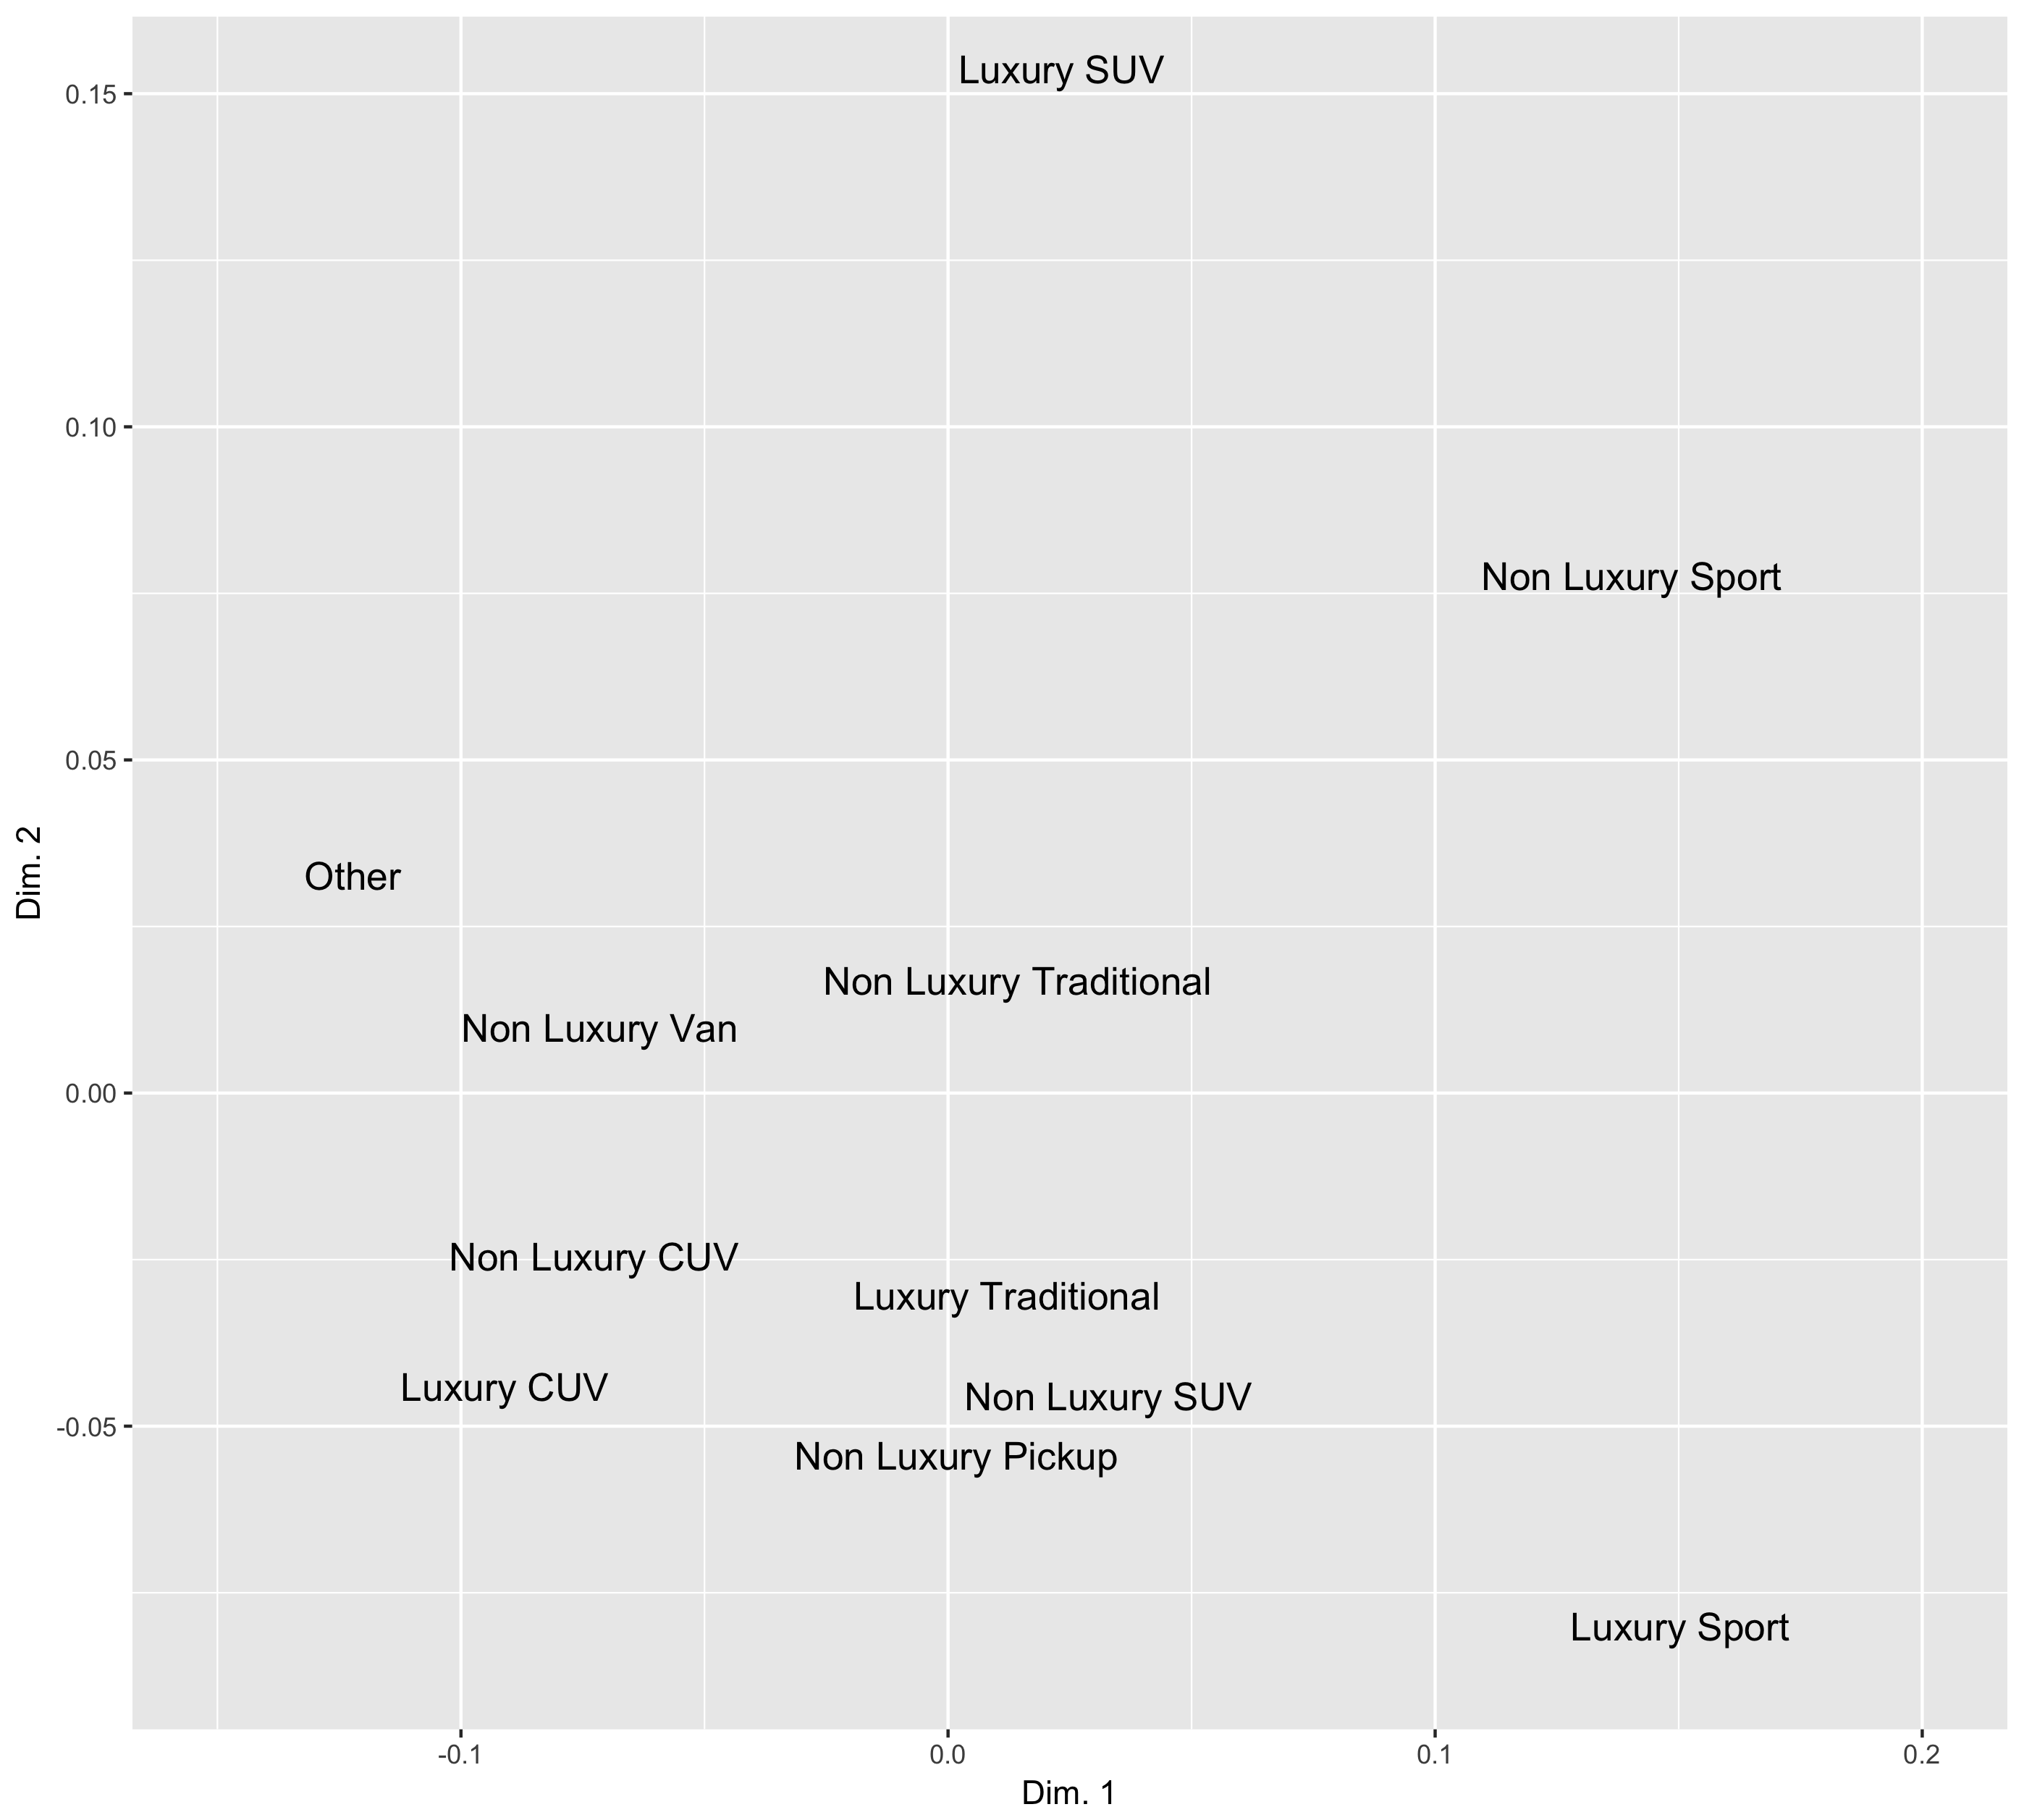 Luxury SUV
0.15
0.10
Non Luxury Sport
0.05
Other
Dim. 2
Non Luxury Traditional
Non Luxury Van
0.00
Non Luxury CUV
Luxury Traditional
Luxury CUV
Non Luxury SUV
-0.05
Non Luxury Pickup
Luxury Sport
-0.1 0.0 0.1 0.2
Dim. 1